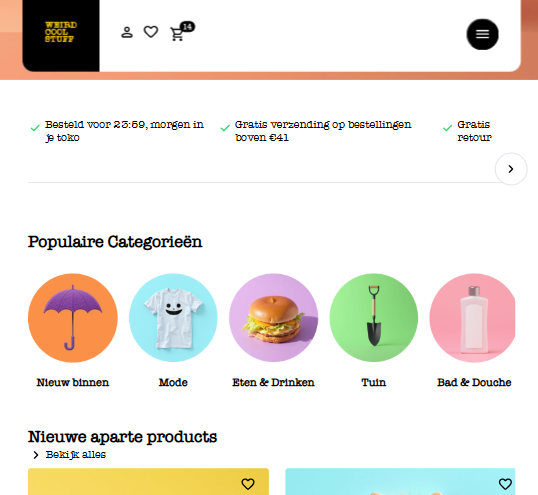 WEIRD
COOL
STUFF
14
Besteld voor 23:59, morgen in
je toko
Gratis verzending op bestellingen
boven €41
Gratis
retour
Populaire Categorieën
Nieuw binnen
Mode
Eten & Drinken
Tuin
Bad & Douche
Nieuwe aparte products
Bekijk alles